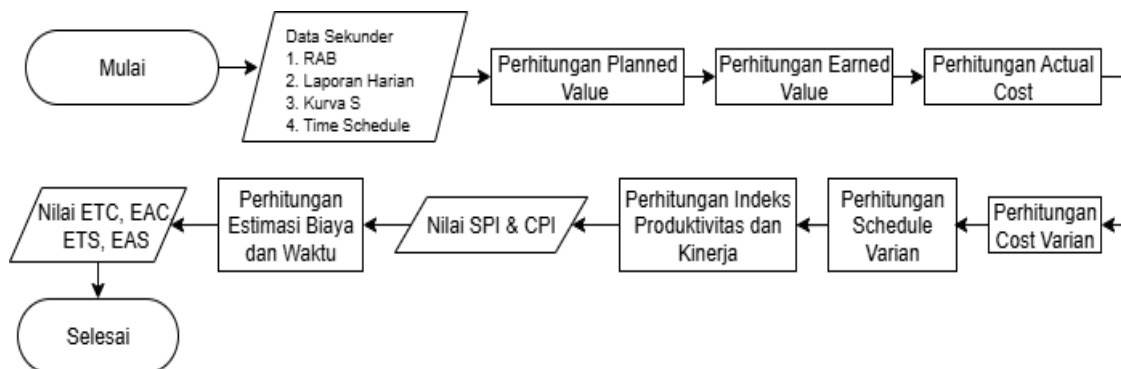 Mulai
Data Sekunder
1. RAB
2. Laporan Harian
3. Kurva S
4. Time Schedule
Perhitungan Planned
Value
Perhitungan Earned
Value
Perhitungan Actual
Cost
Perhitungan
Cost Varian
Perhitungan
Schedule
Varian
Perhitungan Indeks
Produktivitas dan
Kinerja
Nilai SPI & CPI
Perhitungan
Estimasi Biaya
dan Waktu
Nilai ETC, EAC
ETS, EAS
Selesai